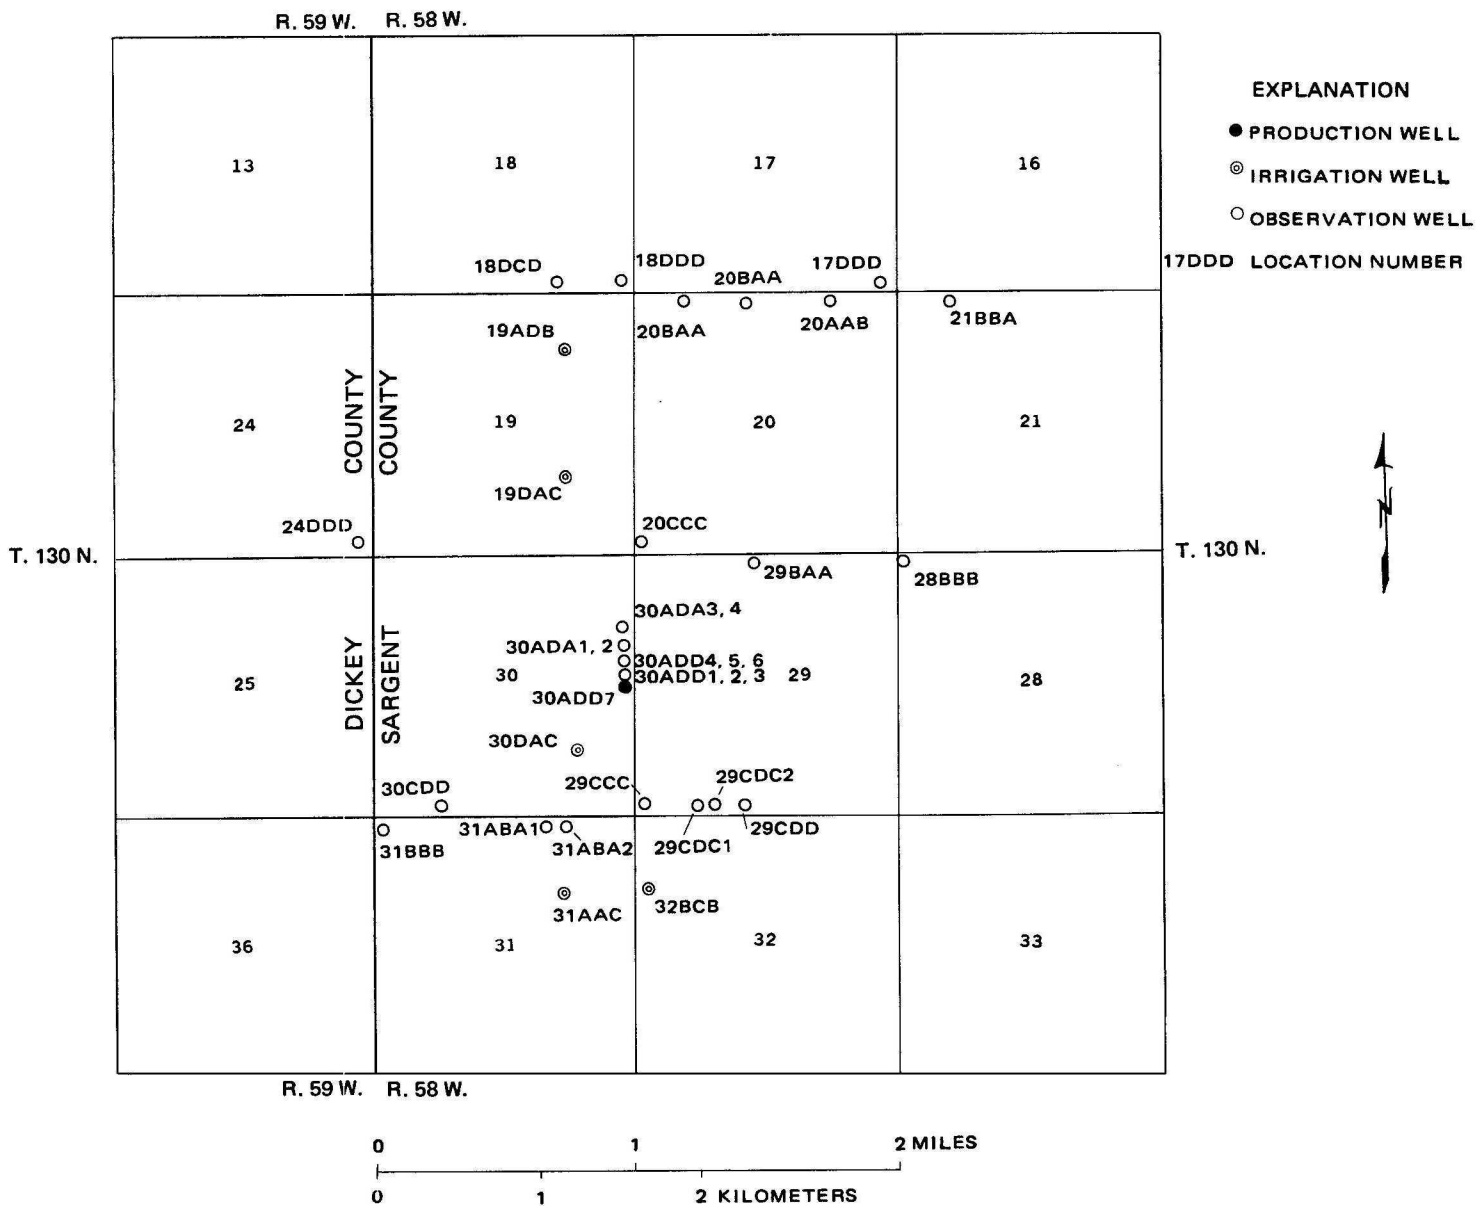 R. 59 W. R. 58 W.
EXPLANATION
PRODUCTION WELL
IRRIGATION WELL
OBSERVATION WELL
17DDD LOCATION NUMBER
13 18 17 16
18DCD 18DDD 20BAA 17DDD
19ADB 20BAA 20AAB 21BBA
COUNTY
COUNTY
24 19 20 21
19DAC
24DDD 20CCC
T. 130 N. T. 130 N.
29BAA 28BBB
30ADA3, 4
30ADA1, 2
30ADD4, 5, 6
30ADD1, 2, 3
25 30 29 28
30ADD7
DICKEY
SARGENT
30DAC
30CDD 29CCC 29CDC2
31BBB 31ABA1 31ABA2 29CDC1 29CDD
31AAC 32BCB
36 31 32 33
R. 59 W. R. 58 W.
N
0 1 2 MILES
0 1 2 KILOMETERS